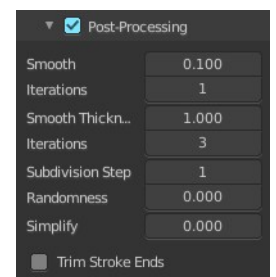 Post-Processing
Smooth 0.100
Iterations 1
Smooth Thickn... 1.000
Iterations 3
Subdivision Step 1
Randomness 0.000
Simplify 0.000
Trim Stroke Ends